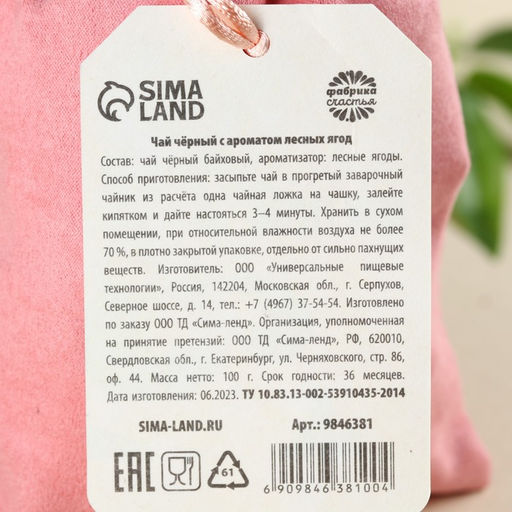 SIMA
LAND
фабрика
счастья
Чай чёрный с ароматом лесных ягод
Состав: чай чёрный байховый, ароматизатор: лесные ягоды.
Способ приготовления: засыпьте чай в прогретый заварочный
чайник из расчёта одна чайная ложка на чашку, залейте
кипятком и дайте настояться 3–4 минуты. Хранить в сухом
помещении, при относительной влажности воздуха не более
70 %, в плотно закрытой упаковке, отдельно от сильно пахнущих
веществ. Изготовитель: ООО «Универсальные пищевые
технологии», Россия, 142204, Московская обл., г. Серпухов,
Северное шоссе, д. 14, тел.: +7 (4967) 37-54-54. Изготовлено
по заказу ООО ТД «Сима-ленд». Организация, уполномоченная
на принятие претензий: ООО ТД «Сима-ленд», РФ, 620010,
Свердловская обл., г. Екатеринбург, ул. Черняховского, стр. 86,
оф. 44. Масса нетто: 100 г. Срок годности: 36 месяцев.
Дата изготовления: 06.2023. ТУ 10.83.13-002-53910435-2014
SIMA-LAND.RU Арт.: 9846381
EAC 61 6 909846 381004